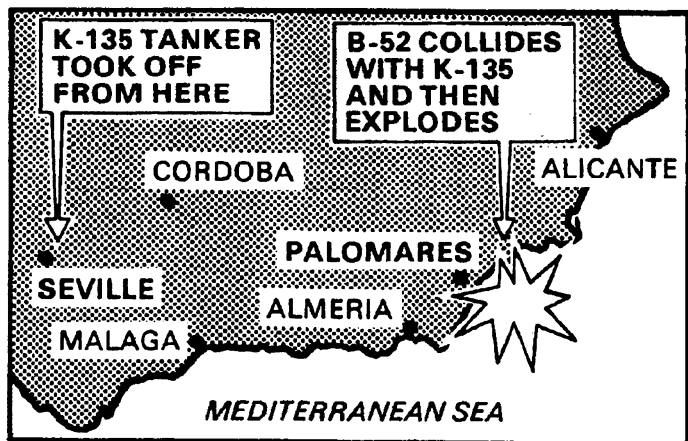 K-135 TANKER
TOOK OFF
FROM HERE
B-52 COLLIDES
WITH K-135
AND THEN
EXPLODES
CORDOBA
ALICANTE
PALOMARES
SEVILLE
ALMERIA
MALAGA
MEDITERRANEAN SEA